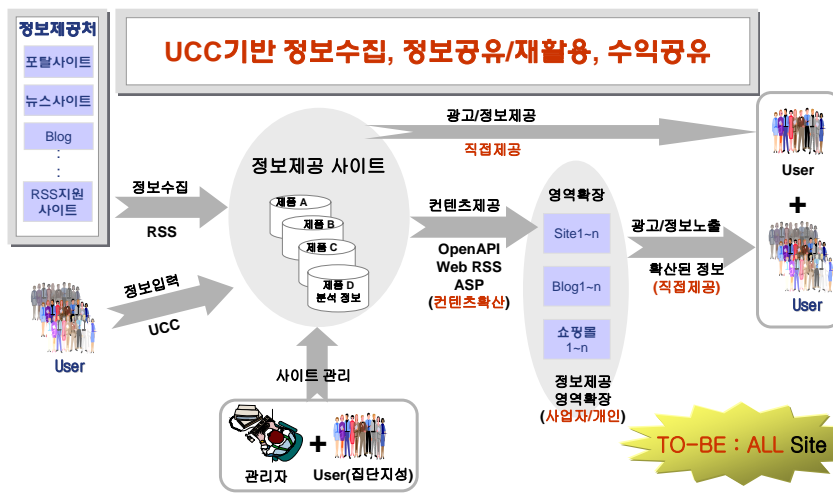 정보제공처
포탈사이트
뉴스사이트
Blog
:
:
RSS지원
사이트
UCC기반 정보수집, 정보공유/재활용, 수익공유
정보수집
RSS
정보입력
UCC
User
정보제공 사이트
제품 A
제품 B
제품 C
제품 D
분석 정보
사이트 관리
관리자
+
User(집단지성)
광고/정보제공
직접제공
컨텐츠제공
OpenAPI
Web RSS
ASP
(컨텐츠확산)
영역확장
Site1~n
Blog1~n
쇼핑몰
1~n
정보제공
영역확장
(사업자/개인)
광고/정보노출
확산된 정보
(직접제공)
User
+
User
TO-BE : ALL Site